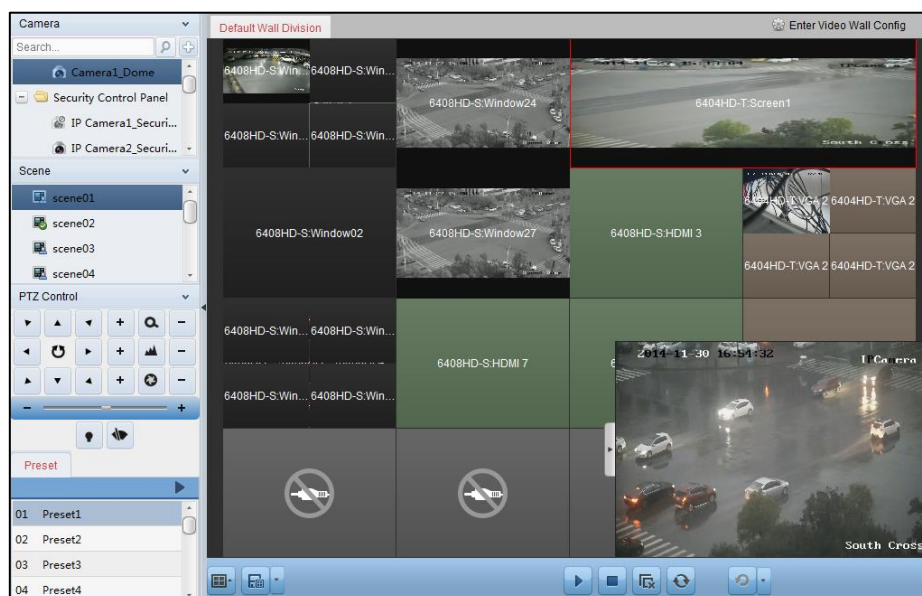 Camera
Search...
Camera1_Dome
Security Control Panel
IP Camera1_Securi...
IP Camera2_Securi...
Scene
scene01
scene02
scene03
scene04
PTZ Control
Preset
01 Preset1
02 Preset2
03 Preset3
04 Preset4
Default Wall Division
Enter Video Wall Config
6408HD-S:Win... 6408HD-S:Win...
6408HD-S:Window24
6404HD-T:Screen1
South Cross
6408HD-S:Win... 6408HD-S:Win...
6408HD-S:Window02
6408HD-S:Window27
6408HD-S:HDMI 3
6404HD-T:VGA 2 6404HD-T:VGA 2
6404HD-T:VGA 2 6404HD-T:VGA 2
6408HD-S:Win... 6408HD-S:Win...
6408HD-S:HDMI 7
6408HD-S:Win... 6408HD-S:Win...
2014-11-30 16:54:32
IPCamera
South Cross